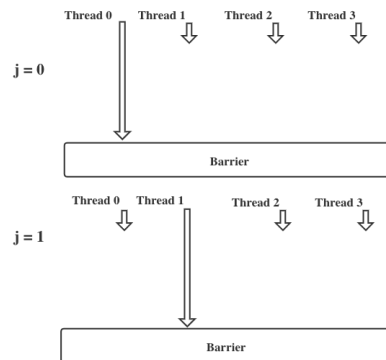 Thread 0 Thread 1 Thread 2 Thread 3
j = 0
Barrier
Thread 0 Thread 1 Thread 2 Thread 3
j = 1
Barrier